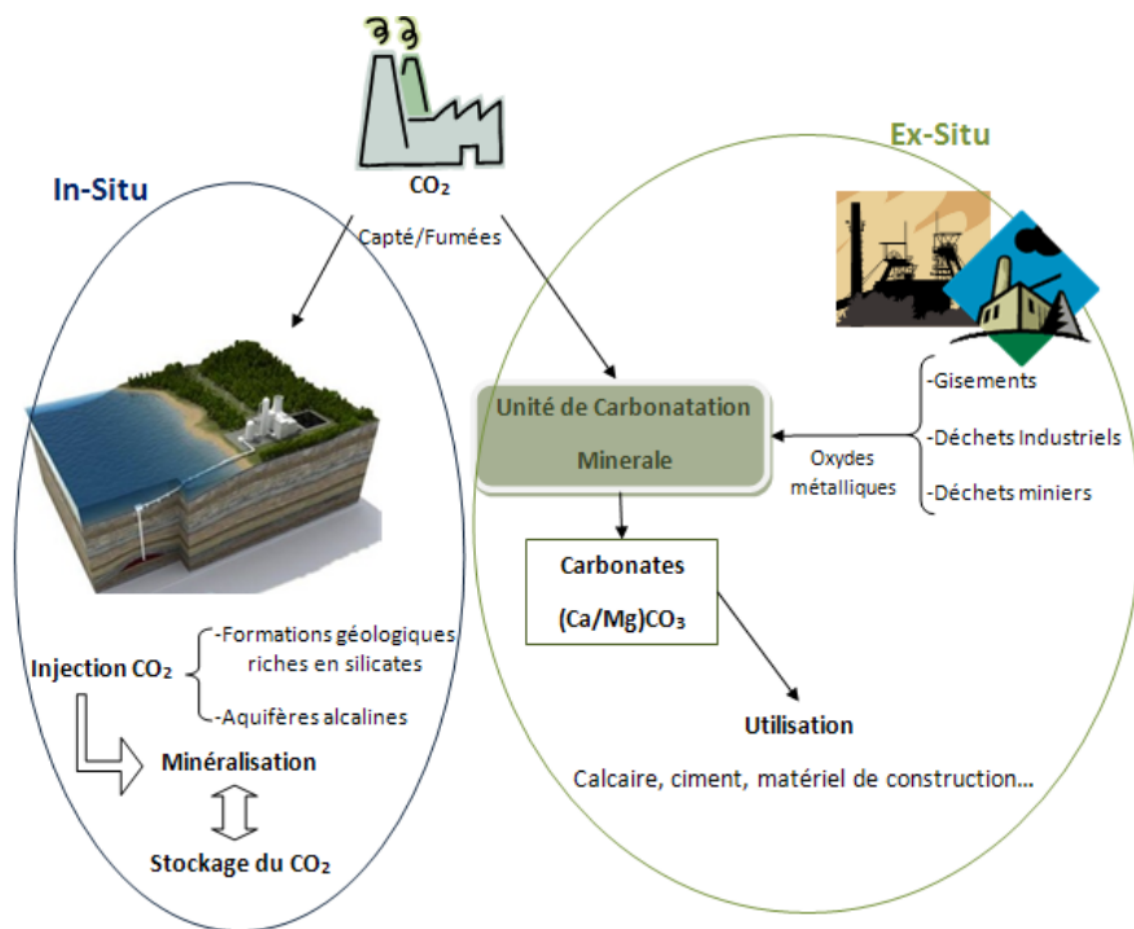 CO₂
Capté/Fumées
In-Situ
Injection CO₂
-Formations géologiques
riches en silicates
-Aquifères alcalines
Minéralisation
Stockage du CO₂
Ex-Situ
-Gisements
-Déchets Industriels
-Déchets miniers
Oxydes
métalliques
Unité de Carbonatation
Minerale
Carbonates
(Ca/Mg)CO₃
Utilisation
Calcaire, ciment, matériel de construction...